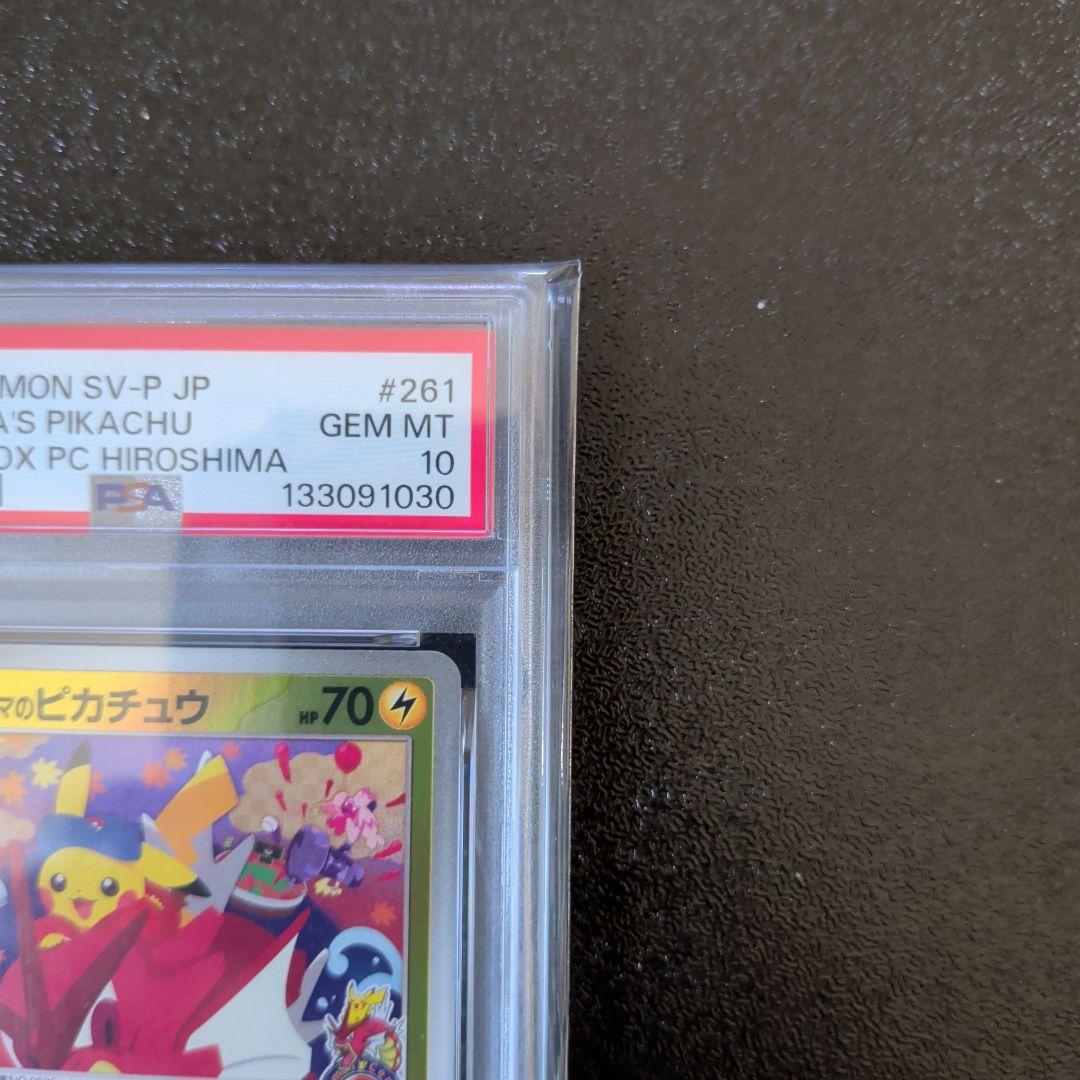 MON SV-P JP #261
A'S PIKACHU GEM MT
OX PC HIROSHIMA 10
PSA 133091030
マのピカチュウ HP70